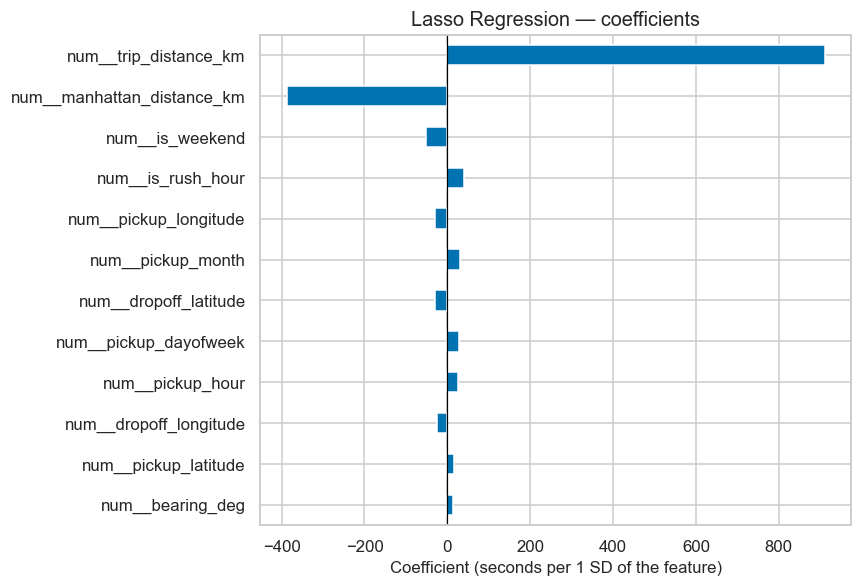 Lasso Regression — coefficients
num__trip_distance_km
num__manhattan_distance_km
num__is_weekend
num__is_rush_hour
num__pickup_longitude
num__pickup_month
num__dropoff_latitude
num__pickup_dayofweek
num__pickup_hour
num__dropoff_longitude
num__pickup_latitude
num__bearing_deg
−400 −200 0 200 400 600 800
Coefficient (seconds per 1 SD of the feature)